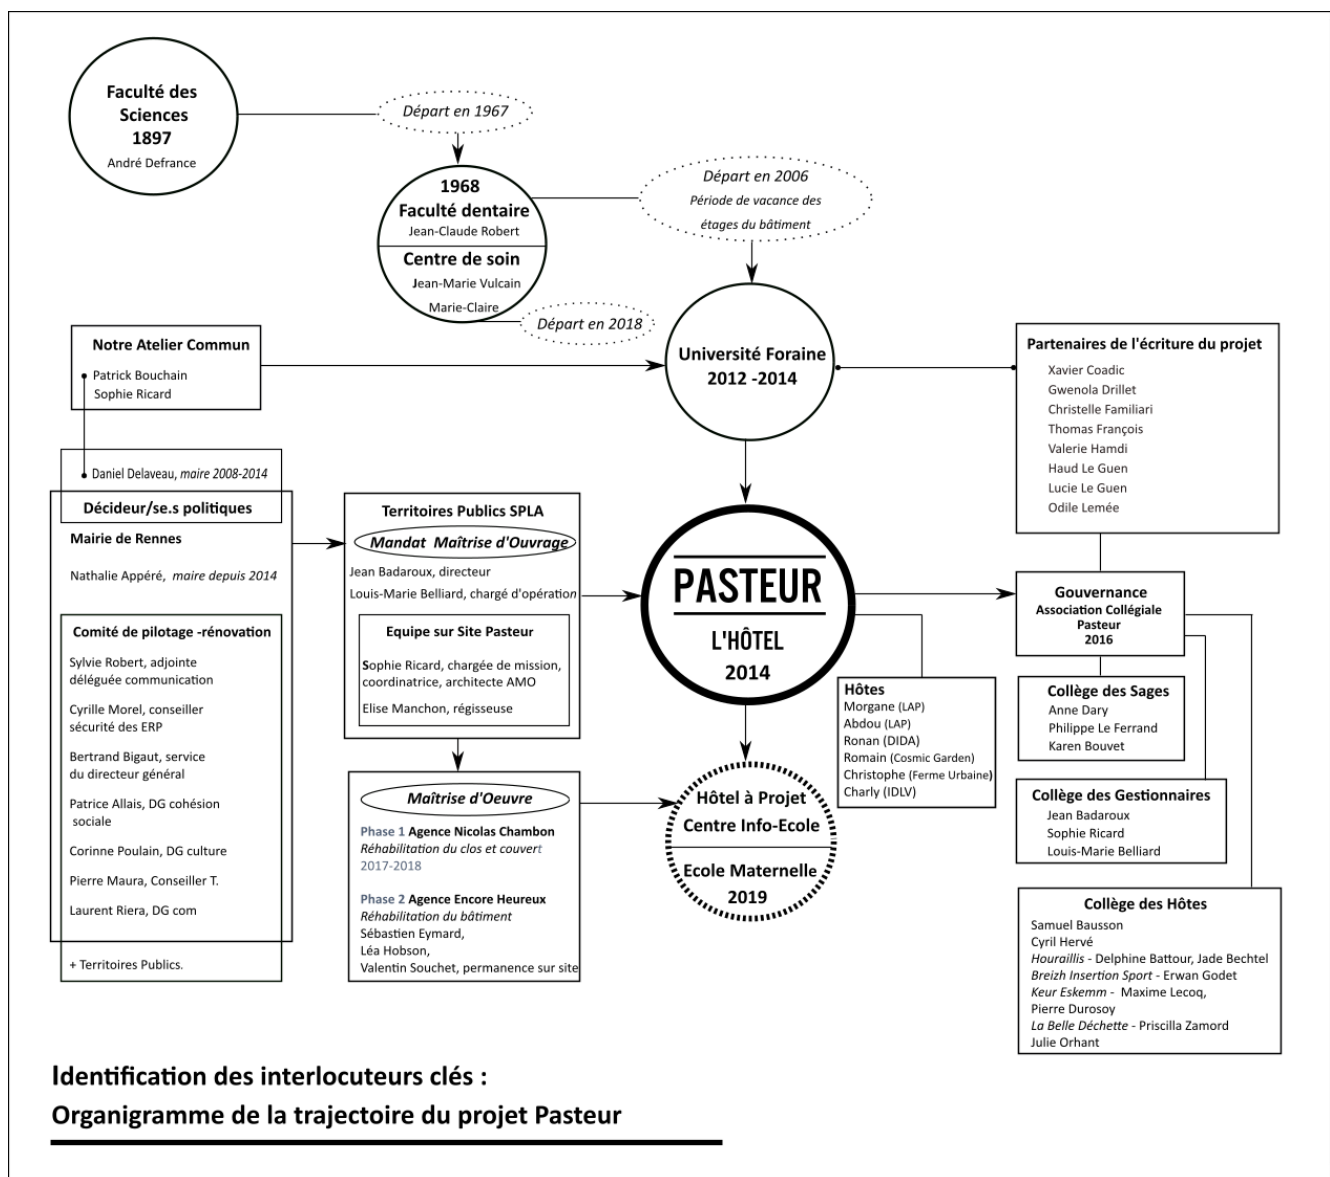 Faculté des
Sciences
1897
André Defrance
Départ en 1967
1968
Faculté dentaire
Jean-Claude Robert
Centre de soin
Jean-Marie Vulcain
Marie-Claire
Départ en 2006
Période de vacance des
étages du bâtiment
Départ en 2018
Notre Atelier Commun
Patrick Bouchain
Sophie Ricard
Université Foraine
2012 -2014
Partenaires de l'écriture du projet
Xavier Coadic
Gwenola Drillet
Christelle Familiari
Thomas François
Valerie Hamdi
Haud Le Guen
Lucie Le Guen
Odile Lemée
Daniel Delaveau, maire 2008-2014
Décideur/se.s politiques
Mairie de Rennes
Nathalie Appéré, maire depuis 2014
Comité de pilotage -rénovation
Sylvie Robert, adjointe
déléguée communication
Cyrille Morel, conseiller
sécurité des ERP
Bertrand Bigaut, service
du directeur général
Patrice Allais, DG cohésion
sociale
Corinne Poulain, DG culture
Pierre Maura, Conseiller T.
Laurent Riera, DG com
+ Territoires Publics.
Territoires Publics SPLA
Mandat Maîtrise d'Ouvrage
Jean Badaroux, directeur
Louis-Marie Belliard, chargé d'opération
Equipe sur Site Pasteur
Sophie Ricard, chargée de mission,
coordinatrice, architecte AMO
Elise Manchon, régisseuse
Maîtrise d'Oeuvre
Phase 1 Agence Nicolas Chambon
Réhabilitation du clos et couvert
2017-2018
Phase 2 Agence Encore Heureux
Réhabilitation du bâtiment
Sébastien Eymard,
Léa Hobson,
Valentin Souchet, permanence sur site
PASTEUR
L'HÔTEL
2014
Hôtes
Morgane (LAP)
Abdou (LAP)
Ronan (DIDA)
Romain (Cosmic Garden)
Christophe (Ferme Urbaine)
Charly (IDLV)
Hôtel à Projet
Centre Info-Ecole
Ecole Maternelle
2019
Gouvernance
Association Collégiale
Pasteur
2016
Collège des Sages
Anne Dary
Philippe Le Ferrand
Karen Bouvet
Collège des Gestionnaires
Jean Badaroux
Sophie Ricard
Louis-Marie Belliard
Collège des Hôtes
Samuel Bausson
Cyril Hervé
Houraillis - Delphine Battour, Jade Bechtel
Breizh Insertion Sport - Erwan Godet
Keur Eskemm - Maxime Lecoq,
Pierre Durosoy
La Belle Déchette - Priscilla Zamord
Julie Orhant
Identification des interlocuteurs clés :
Organigramme de la trajectoire du projet Pasteur